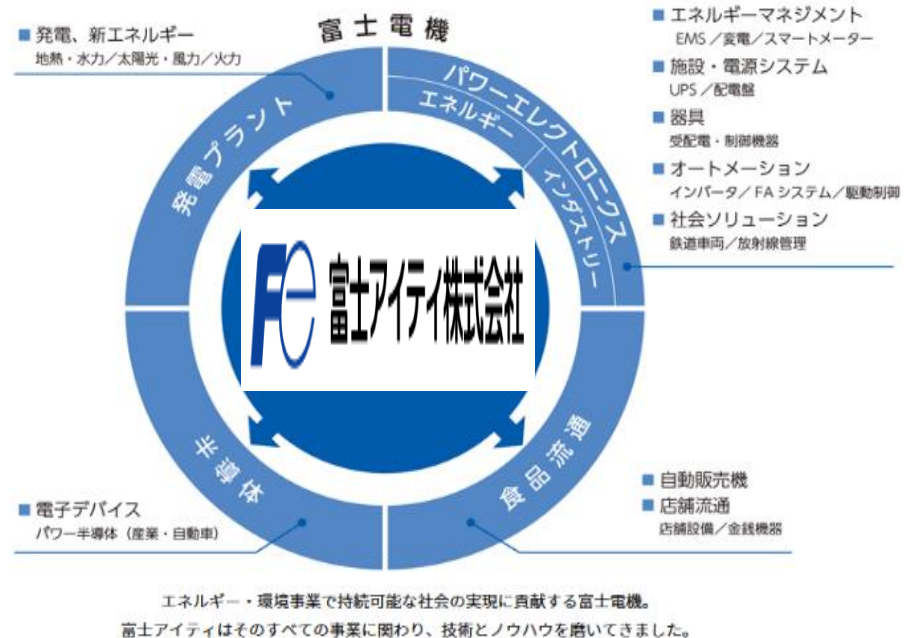 富士電機
発電、新エネルギー
地熱・水力/太陽光・風力/火力
エネルギーマネジメント
EMS/変電/スマートメーター
施設・電源システム
UPS/配電盤
器具
受配電・制御機器
オートメーション
インバータ/FAシステム/駆動制御
社会ソリューション
鉄道車両/放射線管理
発電プラント
パワーエレクトロニクス
エネルギー
インダストリー
Fe 富士アイティ株式会社
半導体
食品流通
電子デバイス
パワー半導体(産業・自動車)
自動販売機
店舗流通
店舗設備/金銭機器
エネルギー・環境事業で持続可能な社会の実現に貢献する富士電機。
富士アイティはそのすべての事業に関わり、技術とノウハウを磨いてきました。